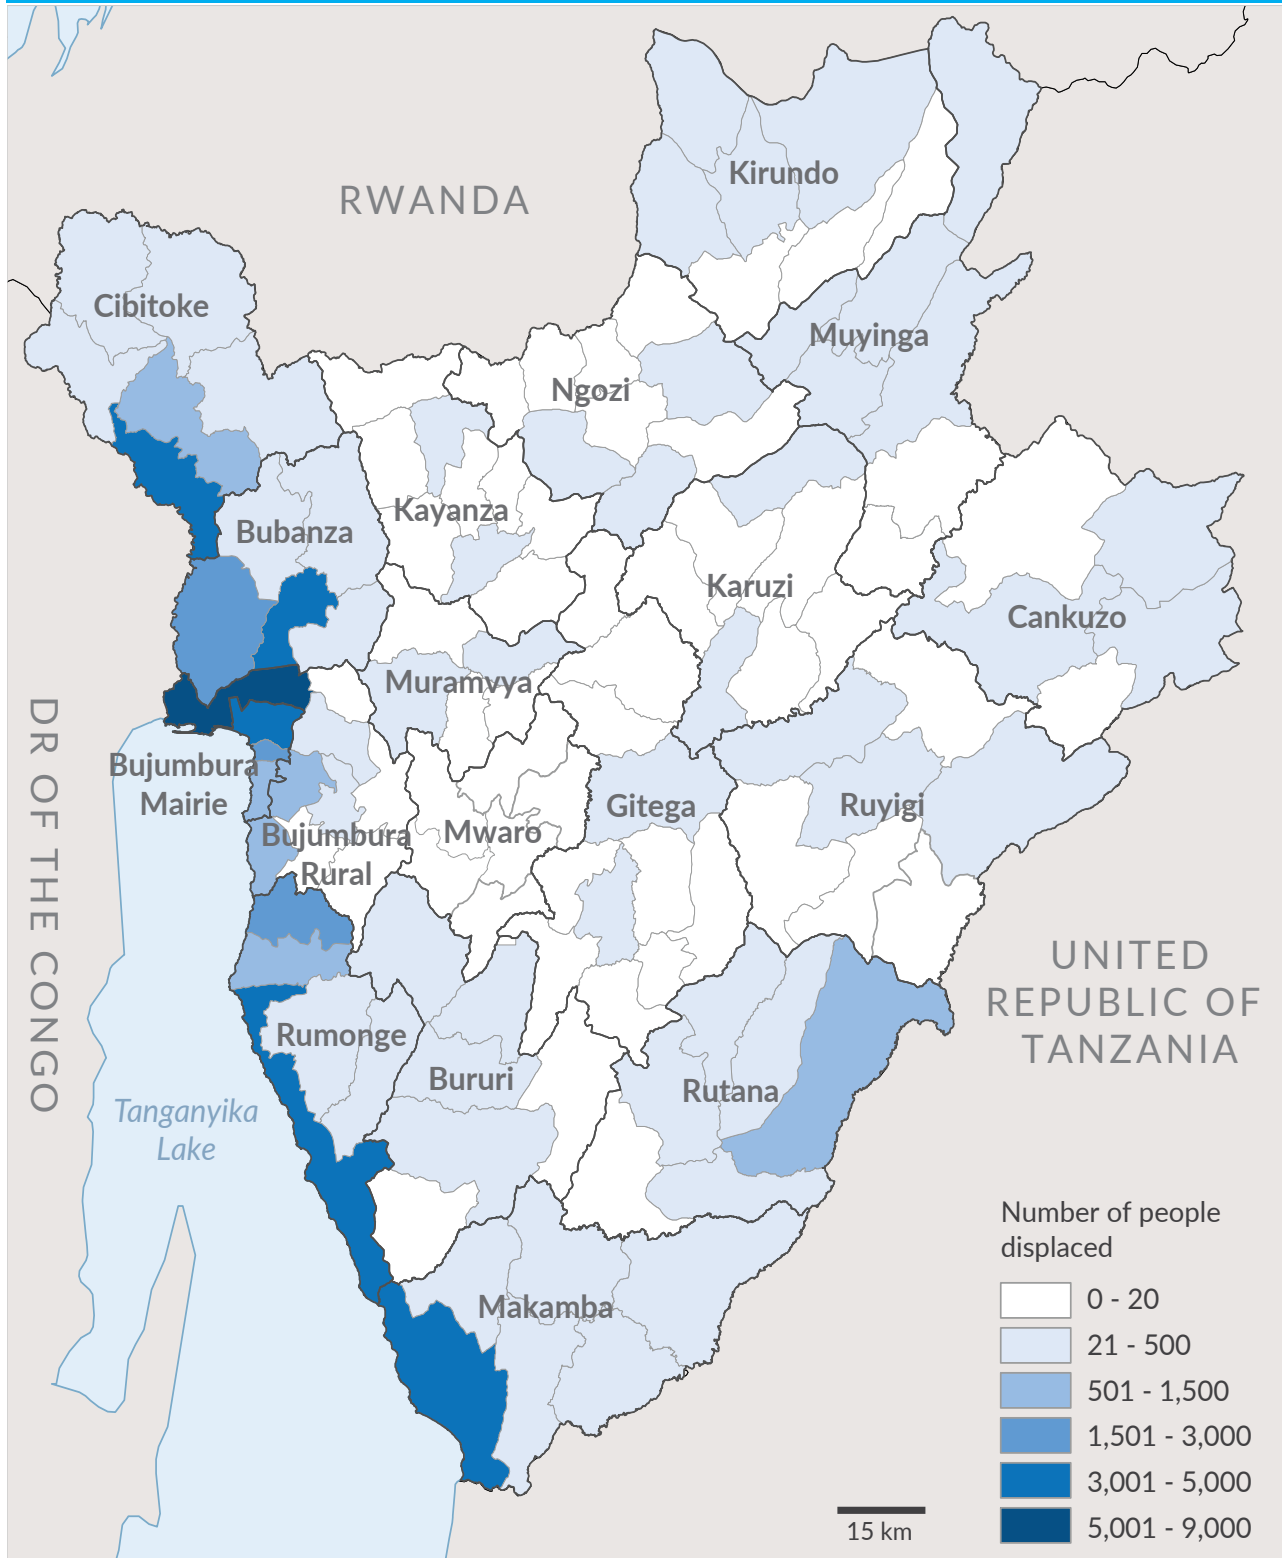 Kirundo
RWANDA
Cibitoke
Muyinga
Ngozi
Kayanza
Bubanza
Karuzi
Cankuzo
Muramvya
DR OF THE CONGO
Bujumbura
Mairie
Gitega
Ruyigi
Mwaro
Bujumbura
Rural
UNITED
REPUBLIC OF
TANZANIA
Rumonge
Bururi
Rutana
Tanganyika
Lake
Makamba
Number of people
displaced
0 - 20
21 - 500
501 - 1,500
1,501 - 3,000
3,001 - 5,000
5,001 - 9,000
15 km